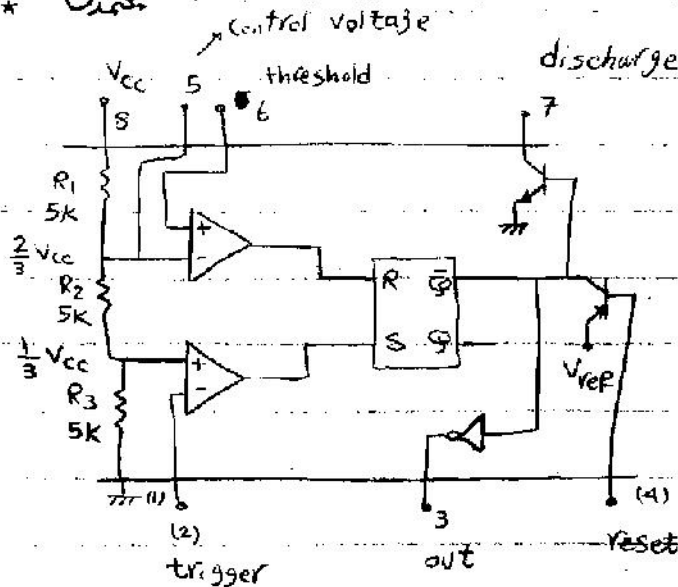 control voltage
Vcc 5 threshold discharge
8 6 7
R1
5K
2/3 Vcc
R2
5K
R Q̅
S Q
1/3 Vcc
R3
5K
Vref
+
-
+
-
(1) (2) 3 (4)
trigger out reset